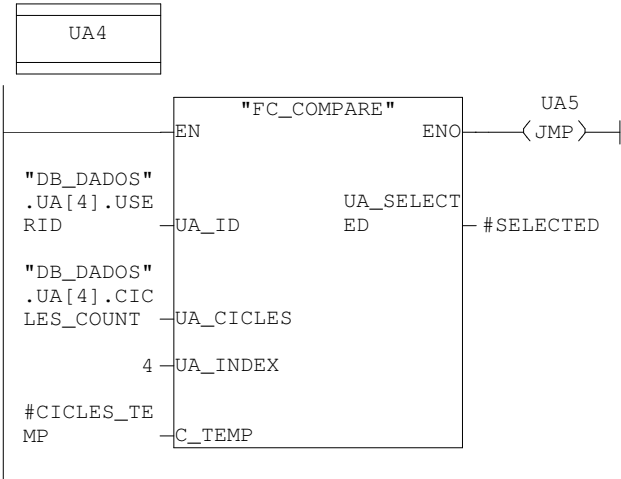 UA4
"FC_COMPARE"
UA5
EN
ENO
JMP
"DB_DADOS"
.UA[4].USE
RID
UA_ID
UA_SELECT
ED
#SELECTED
"DB_DADOS"
.UA[4].CIC
LES_COUNT
UA_CICLES
4
UA_INDEX
#CICLES_TE
MP
C_TEMP